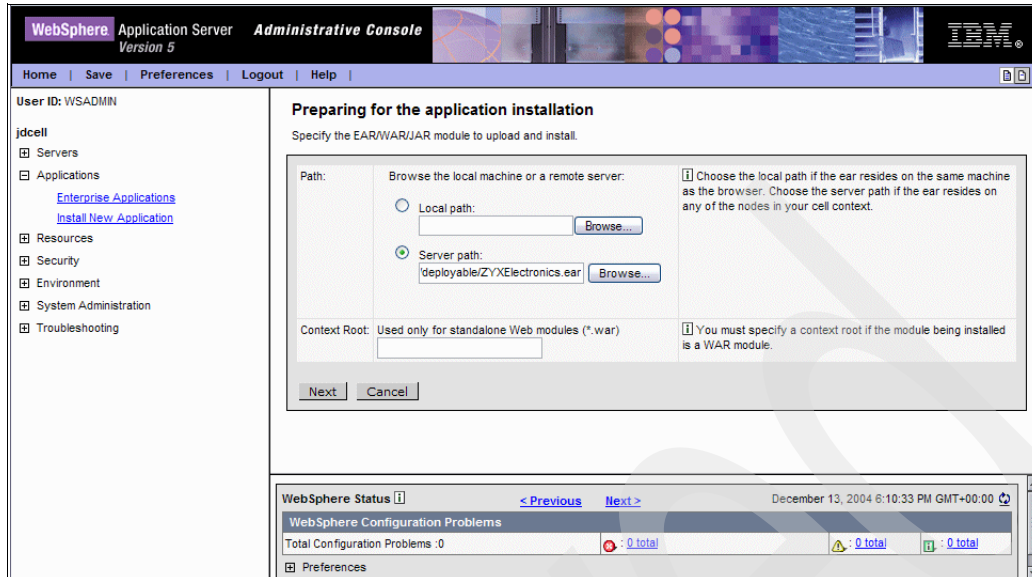 WebSphere Application Server Administrative Console
Version 5
IBM
Home | Save | Preferences | Logout | Help |
User ID: WSADMIN
jdcell
Servers
Applications
Enterprise Applications
Install New Application
Resources
Security
Environment
System Administration
Troubleshooting
Preparing for the application installation
Specify the EAR/WAR/JAR module to upload and install.
Path:
Browse the local machine or a remote server:
Local path:
Browse...
Server path:
'deployable/ZYXElectronics.ear
Browse...
i Choose the local path if the ear resides on the same machine
as the browser. Choose the server path if the ear resides on
any of the nodes in your cell context.
Context Root: Used only for standalone Web modules (*.war)
i You must specify a context root if the module being installed
is a WAR module.
Next Cancel
WebSphere Status i < Previous Next > December 13, 2004 6:10:33 PM GMT+00:00
WebSphere Configuration Problems
Total Configuration Problems :0 : 0 total : 0 total : 0 total
Preferences